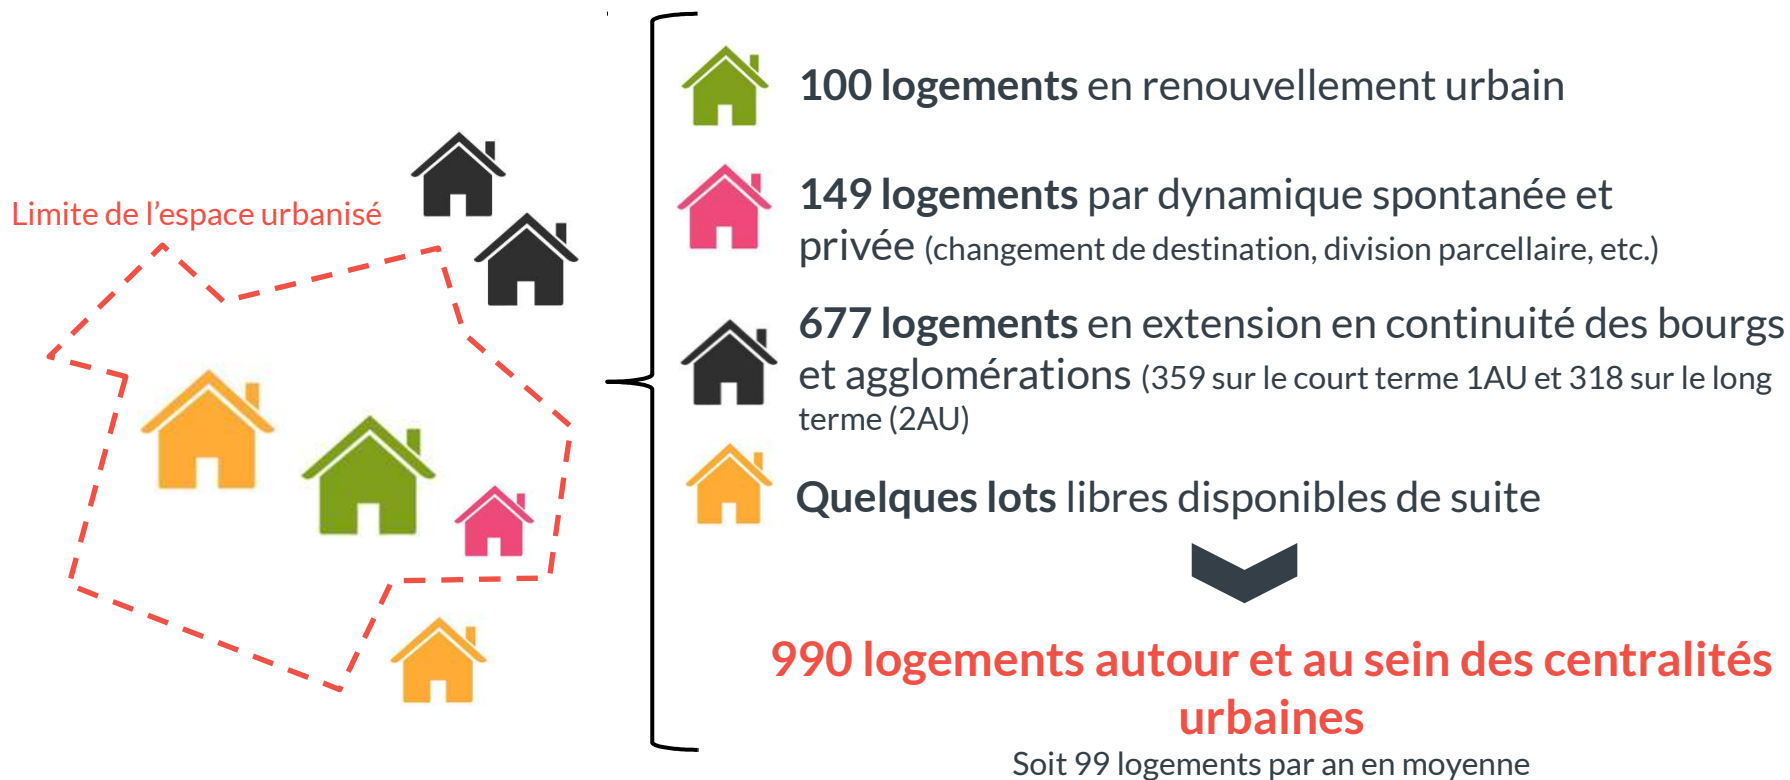 Limite de l’espace urbanisé
100 logements en renouvellement urbain
149 logements par dynamique spontanée et
privée (changement de destination, division parcellaire, etc.)
677 logements en extension en continuité des bourgs
et agglomérations (359 sur le court terme 1AU et 318 sur le long
terme (2AU)
Quelques lots libres disponibles de suite
990 logements autour et au sein des centralités
urbaines
Soit 99 logements par an en moyenne